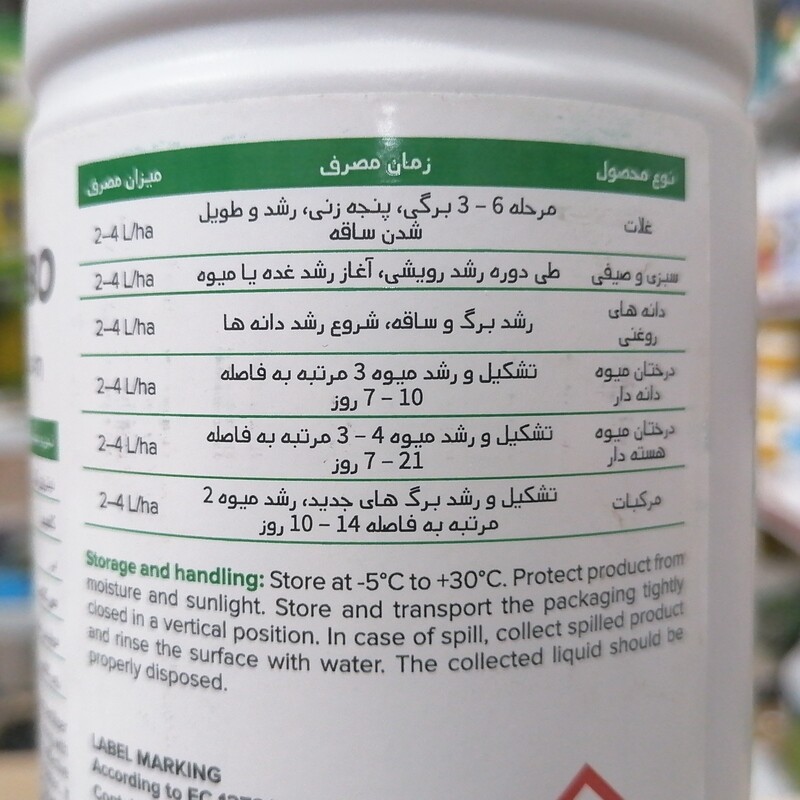 نوع محصول زمان مصرف میزان مصرف
غلات مرحله 6 – 3 برگی، پنجه زنی، رشد و طویل شدن ساقه 2–4 L/ha
سبزی و صیفی طی دوره رشد رویشی، آغاز رشد غده یا میوه 2–4 L/ha
دانه های روغنی رشد برگ و ساقه، شروع رشد دانه ها 2–4 L/ha
درختان میوه دانه دار تشکیل و رشد میوه 3 مرتبه به فاصله 10 – 7 روز 2–4 L/ha
درختان میوه هسته دار تشکیل و رشد میوه 4 – 3 مرتبه به فاصله 21 – 7 روز 2–4 L/ha
مرکبات تشکیل و رشد برگ های جدید، رشد میوه 2 مرتبه به فاصله 14 – 10 روز 2–4 L/ha
Storage and handling: Store at -5°C to +30°C. Protect product from
moisture and sunlight. Store and transport the packaging tightly
closed in a vertical position. In case of spill, collect spilled product
and rinse the surface with water. The collected liquid should be
properly disposed.
LABEL MARKING
According to EC